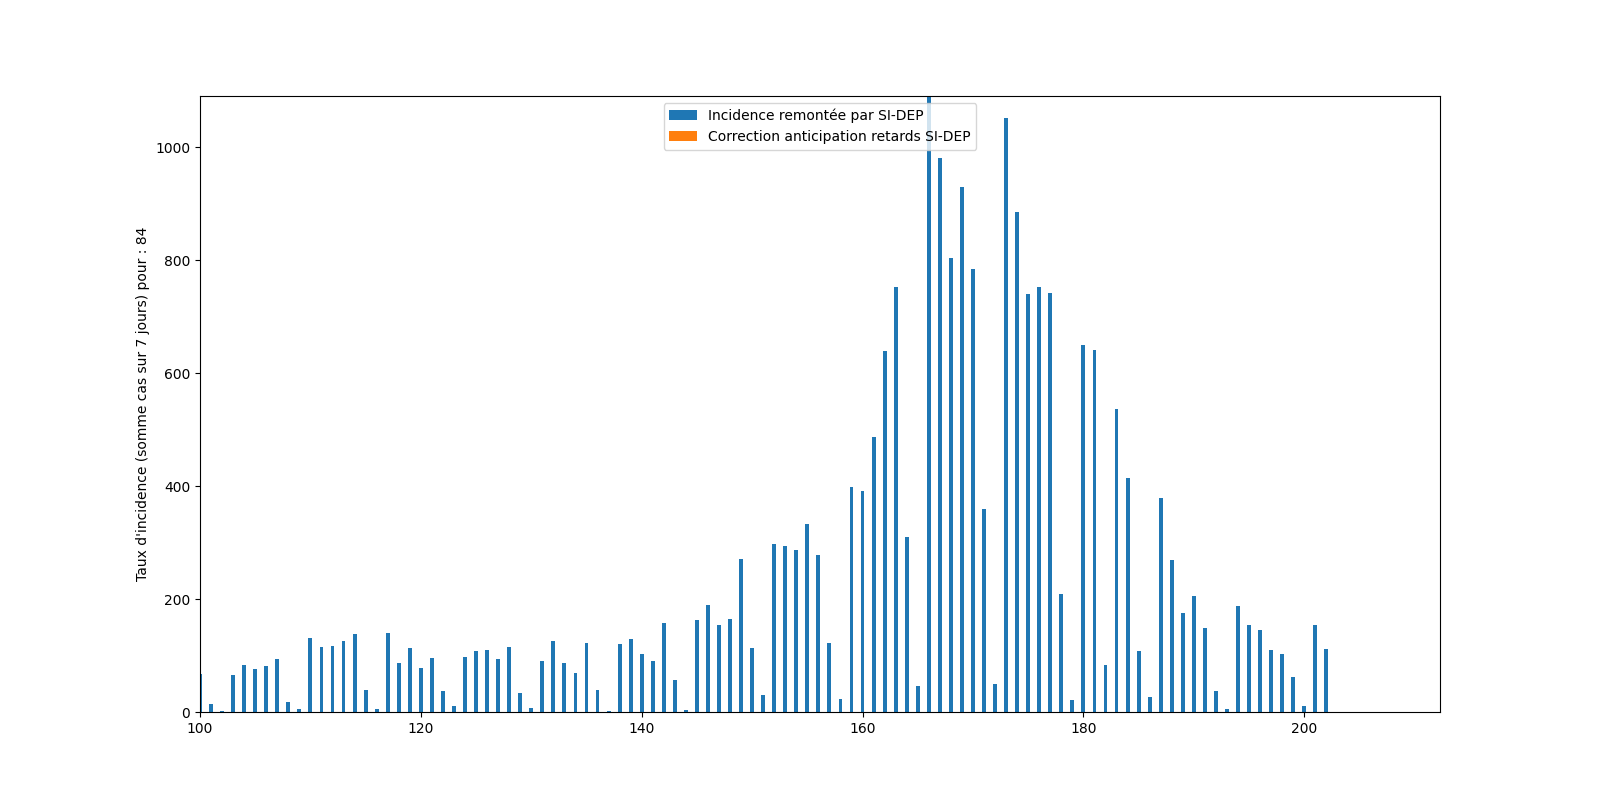 Incidence remontée par SI-DEP
Correction anticipation retards SI-DEP
Taux d'incidence (somme cas sur 7 jours) pour : 84
1000
800
600
400
200
0
100 120 140 160 180 200